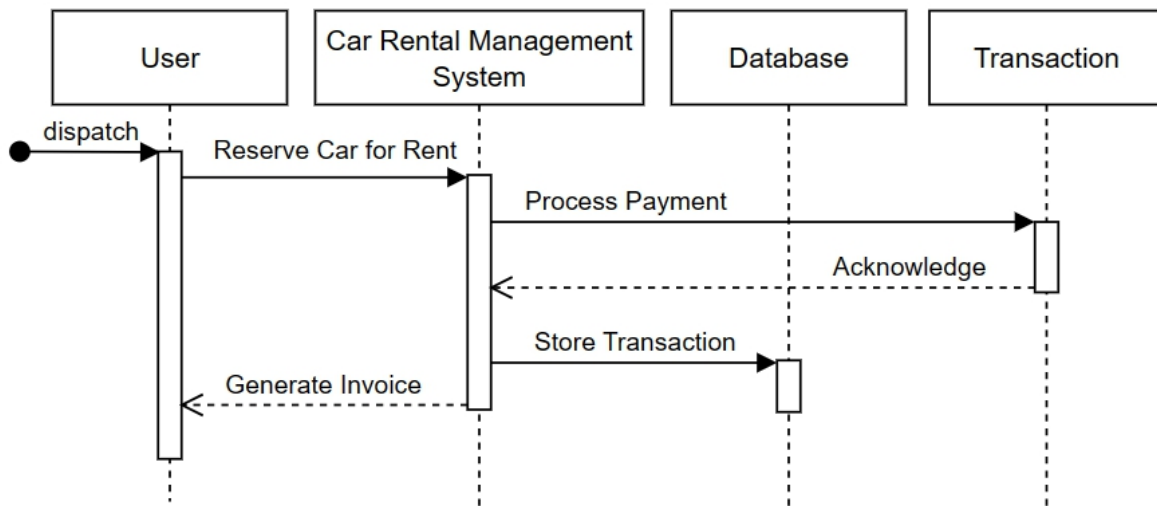 User
Car Rental Management
System
Database
Transaction
dispatch
Reserve Car for Rent
Process Payment
Acknowledge
Store Transaction
Generate Invoice